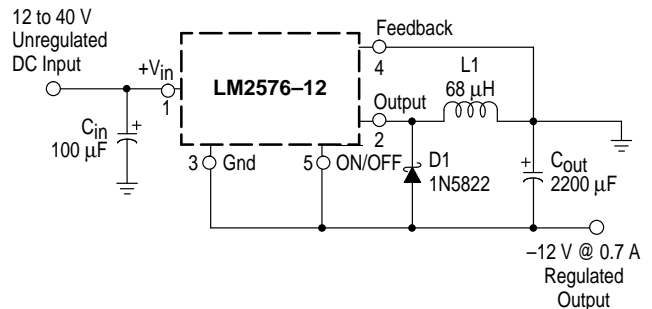 12 to 40 V
Unregulated
DC Input
+Vin
1
Cin
100 μF
+
LM2576–12
Feedback
4
Output
2
3 Gnd
5 ON/OFF
L1
68 μH
D1
1N5822
+
Cout
2200 μF
–12 V @ 0.7 A
Regulated
Output